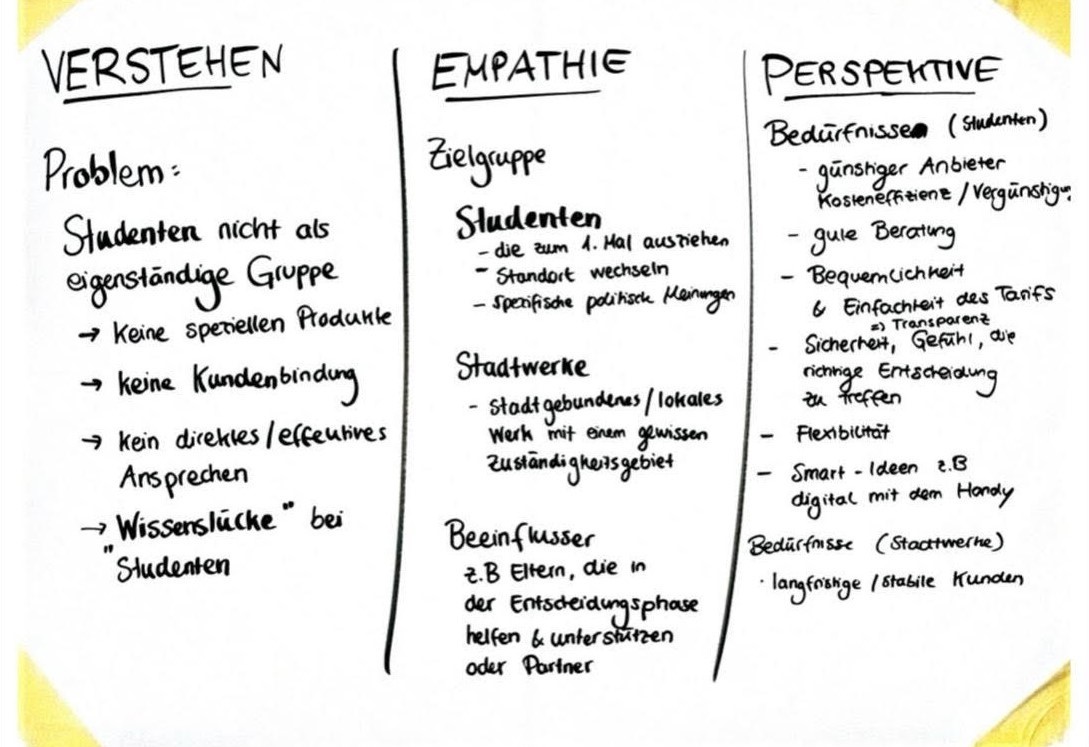 VERSTEHEN
Problem:
Studenten nicht als
eigenständige Gruppe
→ keine speziellen Produkte
→ keine Kundenbindung
→ kein direktes/effektives
Ansprechen
→ "Wissenslücke" bei
Studenten
EMPATHIE
Zielgruppe
Studenten
- die zum 1. Mal ausziehen
- Standort wechseln
- spezifische politische Meinungen
Stadtwerke
- stadtgebundenes/lokales
Werk mit einem gewissen
Zuständigkeitsgebiet
Beeinflusser
z.B Eltern, die in
der Entscheidungsphase
helfen & unterstützen
oder Partner
PERSPEKTIVE
Bedürfnisse (Studenten)
- günstiger Anbieter
Kosteneffizienz/Vergünstigung
- gute Beratung
- Bequemlichkeit
& Einfachheit des Tarifs
=> Transparenz
- Sicherheit, Gefühl, die
richtige Entscheidung
zu treffen
- Flexibilität
- Smart-Ideen z.B
digital mit dem Handy
Bedürfnisse (Stadtwerke)
· langfristige/stabile Kunden